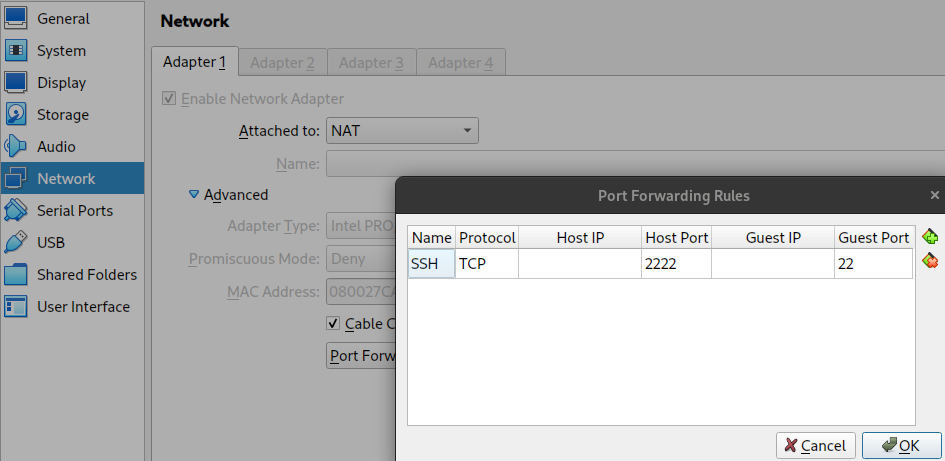 General
System
Display
Storage
Audio
Network
Serial Ports
USB
Shared Folders
User Interface
Network
Adapter 1 Adapter 2 Adapter 3 Adapter 4
Enable Network Adapter
Attached to: NAT
Name:
Advanced
Adapter Type: Intel PRO
Promiscuous Mode: Deny
MAC Address: 080027CA
Cable C
Port Forw
Port Forwarding Rules
Name Protocol Host IP Host Port Guest IP Guest Port
SSH TCP 2222 22
Cancel OK